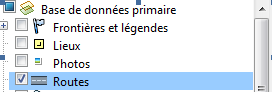 Base de données primaire
Frontières et légendes
Lieux
Photos
Routes